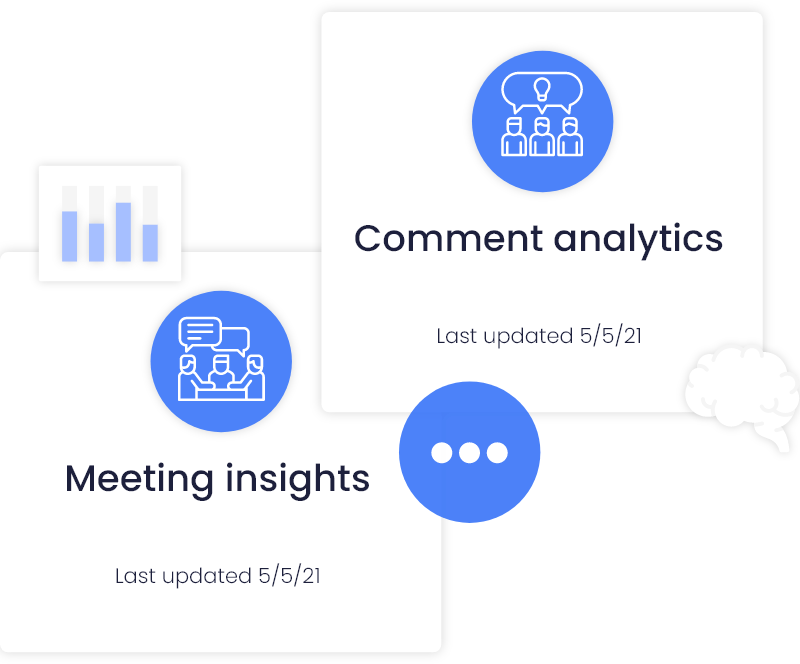 Comment analytics
Last updated 5/5/21
Meeting insights
Last updated 5/5/21